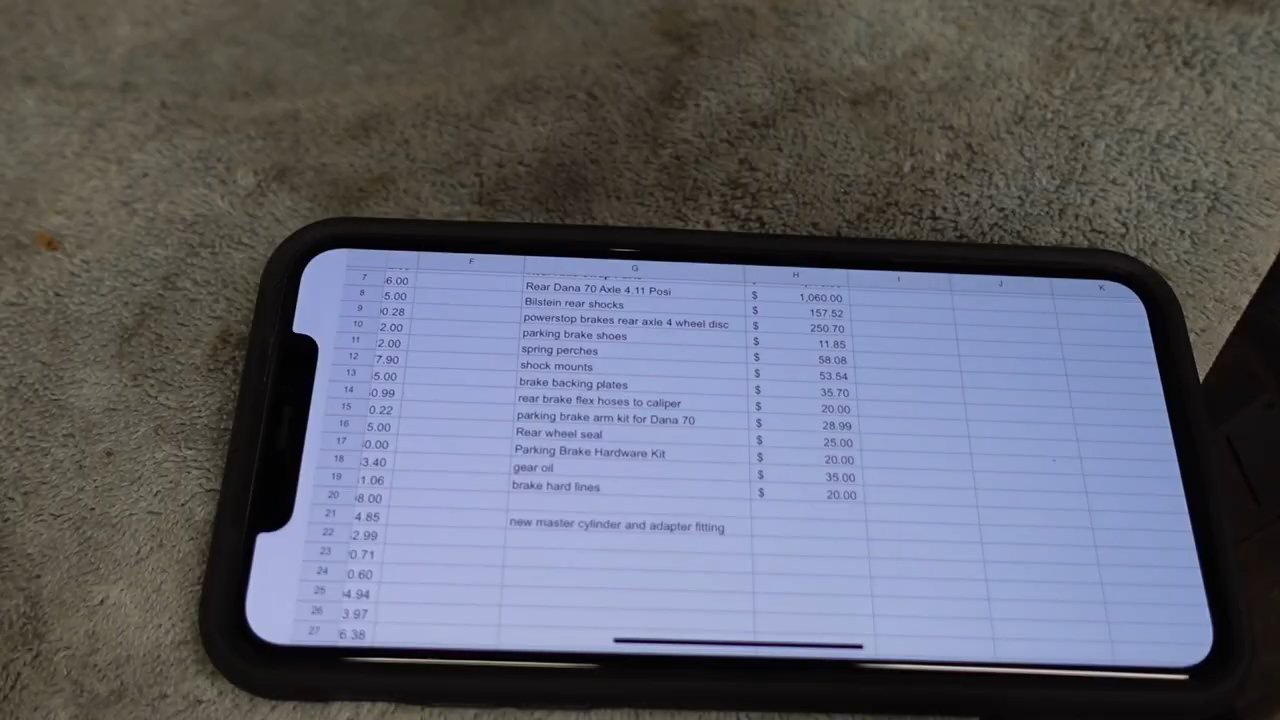 F G H I J K
7 6.00 Rear Dana 70 Axle 4.11 Posi $ 1,060.00
8 5.00 Bilstein rear shocks $ 157.52
9 0.28 powerstop brakes rear axle 4 wheel disc $ 250.70
10 2.00 parking brake shoes $ 11.85
11 2.00 spring perches $ 58.08
12 7.90 shock mounts $ 53.54
13 5.00 brake backing plates $ 35.70
14 0.99 rear brake flex hoses to caliper $ 20.00
15 0.22 parking brake arm kit for Dana 70 $ 28.99
16 5.00 Rear wheel seal $ 25.00
17 0.00 Parking Brake Hardware Kit $ 20.00
18 3.40 gear oil $ 35.00
19 1.06 brake hard lines $ 20.00
20 8.00
21 4.85 new master cylinder and adapter fitting
22 2.99
23 0.71
24 0.60
25 4.94
26 3.97
27 6.38